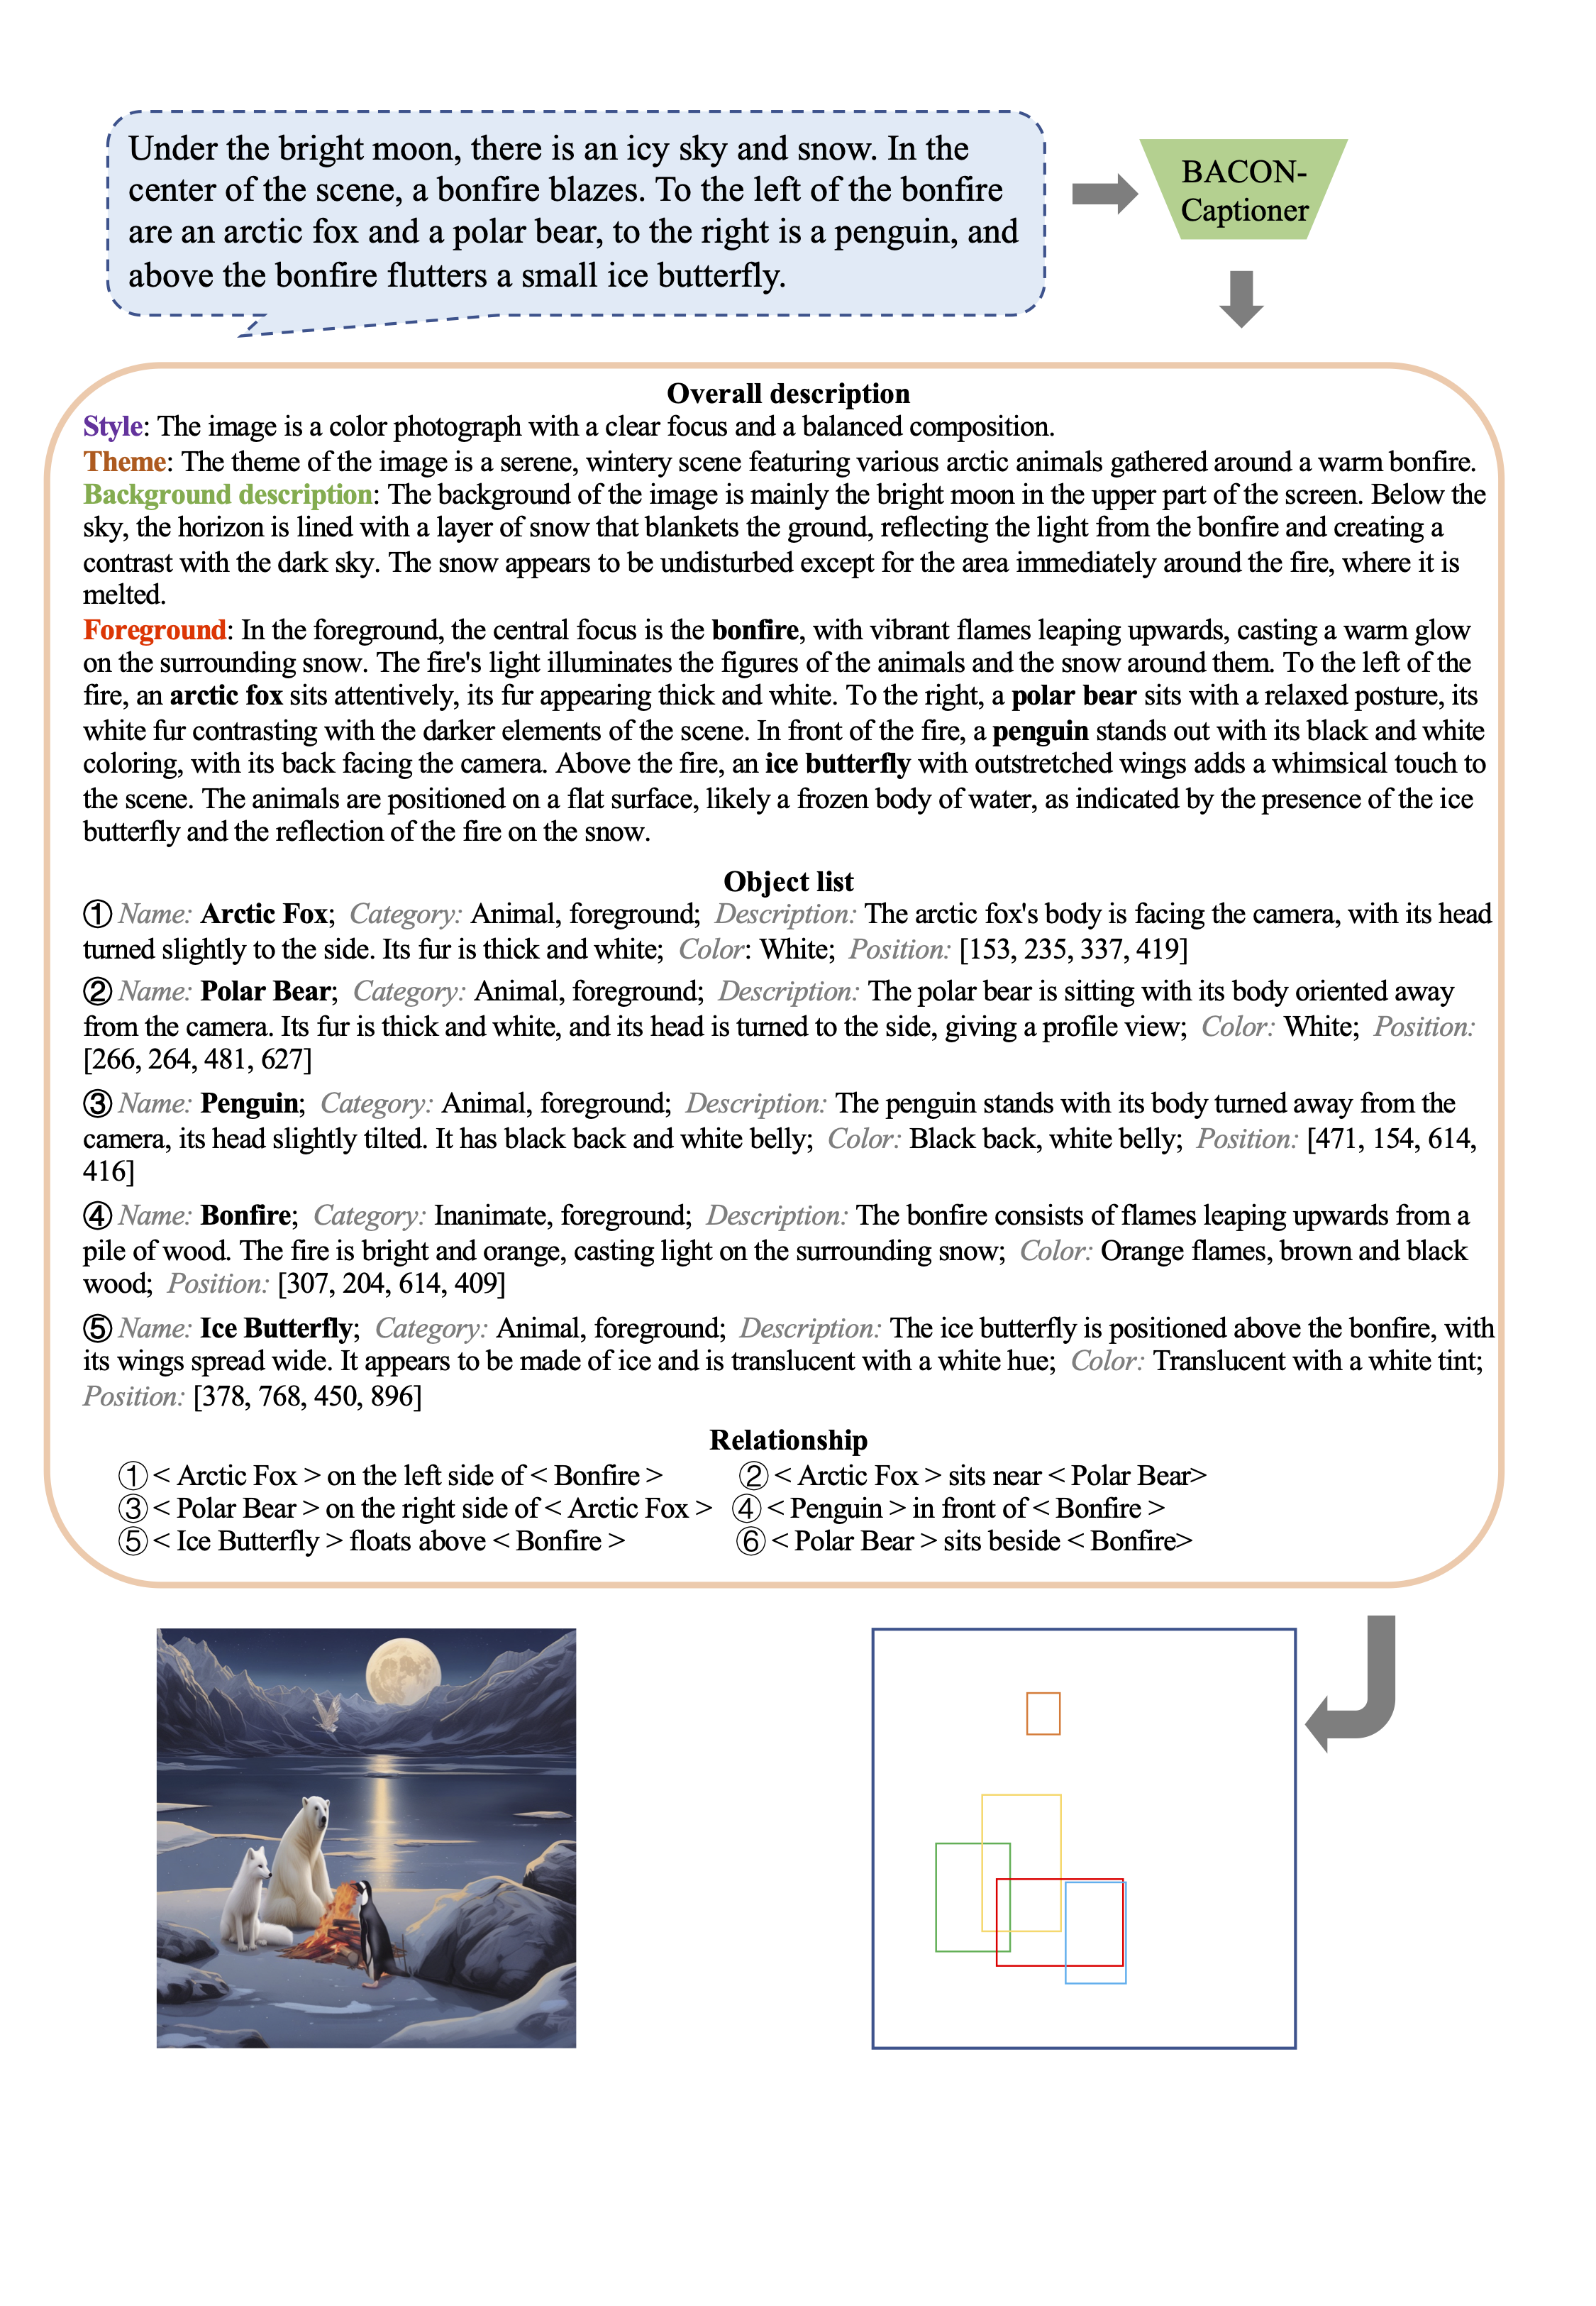 Under the bright moon, there is an icy sky and snow. In the
center of the scene, a bonfire blazes. To the left of the bonfire
are an arctic fox and a polar bear, to the right is a penguin, and
above the bonfire flutters a small ice butterfly.
BACON-
Captioner
Overall description
Style: The image is a color photograph with a clear focus and a balanced composition.
Theme: The theme of the image is a serene, wintery scene featuring various arctic animals gathered around a warm bonfire.
Background description: The background of the image is mainly the bright moon in the upper part of the screen. Below the
sky, the horizon is lined with a layer of snow that blankets the ground, reflecting the light from the bonfire and creating a
contrast with the dark sky. The snow appears to be undisturbed except for the area immediately around the fire, where it is
melted.
Foreground: In the foreground, the central focus is the bonfire, with vibrant flames leaping upwards, casting a warm glow
on the surrounding snow. The fire's light illuminates the figures of the animals and the snow around them. To the left of the
fire, an arctic fox sits attentively, its fur appearing thick and white. To the right, a polar bear sits with a relaxed posture, its
white fur contrasting with the darker elements of the scene. In front of the fire, a penguin stands out with its black and white
coloring, with its back facing the camera. Above the fire, an ice butterfly with outstretched wings adds a whimsical touch to
the scene. The animals are positioned on a flat surface, likely a frozen body of water, as indicated by the presence of the ice
butterfly and the reflection of the fire on the snow.
Object list
① Name: Arctic Fox; Category: Animal, foreground; Description: The arctic fox's body is facing the camera, with its head
turned slightly to the side. Its fur is thick and white; Color: White; Position: [153, 235, 337, 419]
② Name: Polar Bear; Category: Animal, foreground; Description: The polar bear is sitting with its body oriented away
from the camera. Its fur is thick and white, and its head is turned to the side, giving a profile view; Color: White; Position:
[266, 264, 481, 627]
③ Name: Penguin; Category: Animal, foreground; Description: The penguin stands with its body turned away from the
camera, its head slightly tilted. It has black back and white belly; Color: Black back, white belly; Position: [471, 154, 614,
416]
④ Name: Bonfire; Category: Inanimate, foreground; Description: The bonfire consists of flames leaping upwards from a
pile of wood. The fire is bright and orange, casting light on the surrounding snow; Color: Orange flames, brown and black
wood; Position: [307, 204, 614, 409]
⑤ Name: Ice Butterfly; Category: Animal, foreground; Description: The ice butterfly is positioned above the bonfire, with
its wings spread wide. It appears to be made of ice and is translucent with a white hue; Color: Translucent with a white tint;
Position: [378, 768, 450, 896]
Relationship
① < Arctic Fox > on the left side of < Bonfire > ② < Arctic Fox > sits near < Polar Bear>
③ < Polar Bear > on the right side of < Arctic Fox > ④ < Penguin > in front of < Bonfire >
⑤ < Ice Butterfly > floats above < Bonfire > ⑥ < Polar Bear > sits beside < Bonfire>